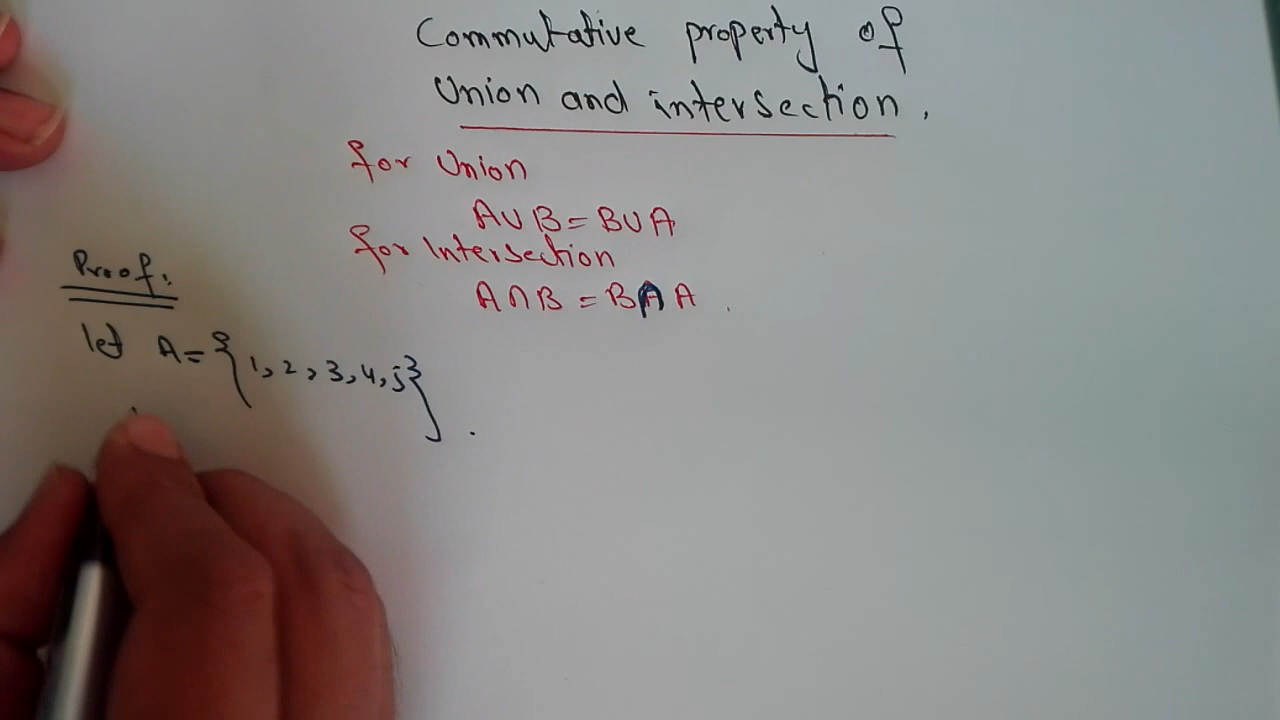 Commutative property of
Union and intersection.
for Union
A∪B=B∪A
for Intersection
A∩B=B∩A.
Proof:
let A={1,2,3,4,5}.